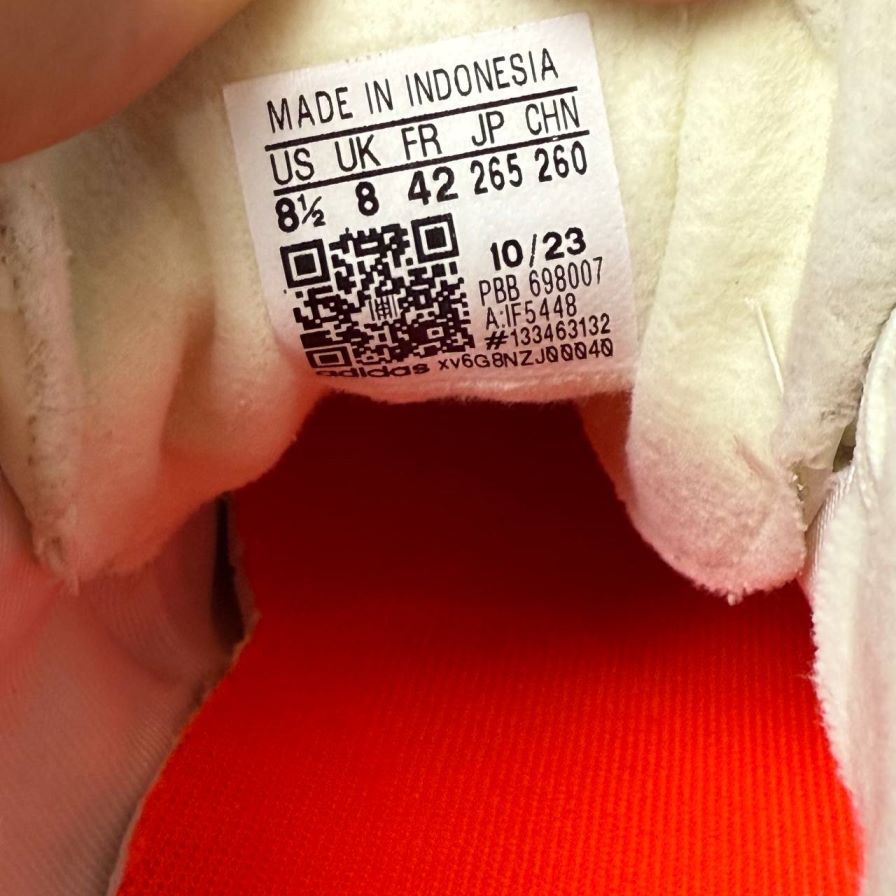 MADE IN INDONESIA
US UK FR JP CHN
8½ 8 42 265 260
10/23
PBB 698007
A:IF5448
#133463132
adidas xv6G8NZJ00040